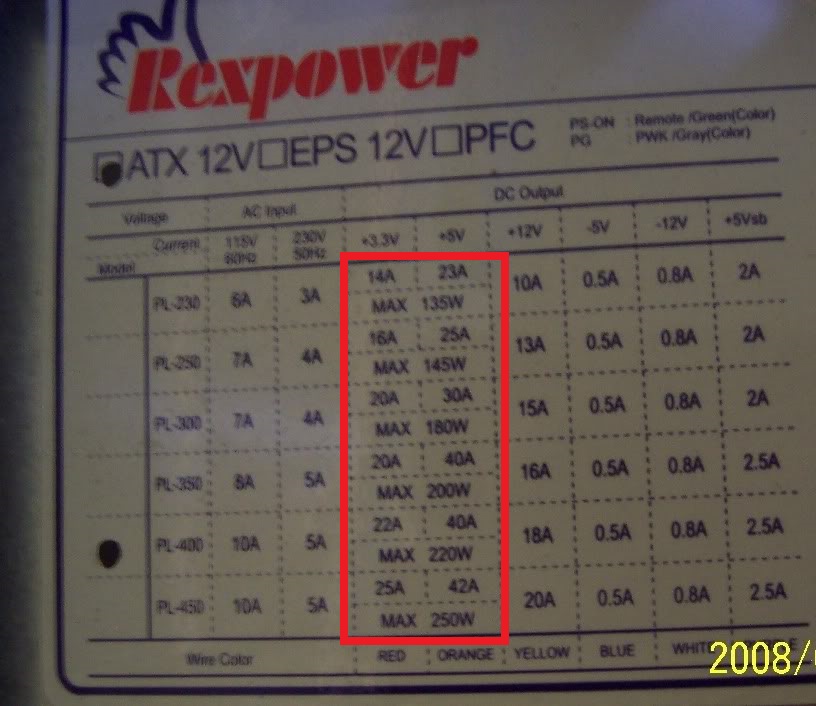 Rexpower
ATX 12V EPS 12V PFC
PS-ON : Remote /Green(Color)
PG : PWK /Gray(Color)
Voltage AC Input DC Output
Current 115V 60Hz 230V 50Hz +3.3V +5V +12V -5V -12V +5Vsb
Model
14A 23A
PL-230 6A 3A 10A 0.5A 0.8A 2A
MAX 135W
16A 25A
PL-250 7A 4A 13A 0.5A 0.8A 2A
MAX 145W
20A 30A
PL-300 7A 4A 15A 0.5A 0.8A 2A
MAX 180W
20A 40A
PL-350 8A 5A 16A 0.5A 0.8A 2.5A
MAX 200W
22A 40A
PL-400 10A 5A 18A 0.5A 0.8A 2.5A
MAX 220W
25A 42A
PL-450 10A 5A 20A 0.5A 0.8A 2.5A
MAX 250W
Wire Color RED ORANGE YELLOW BLUE
2008/